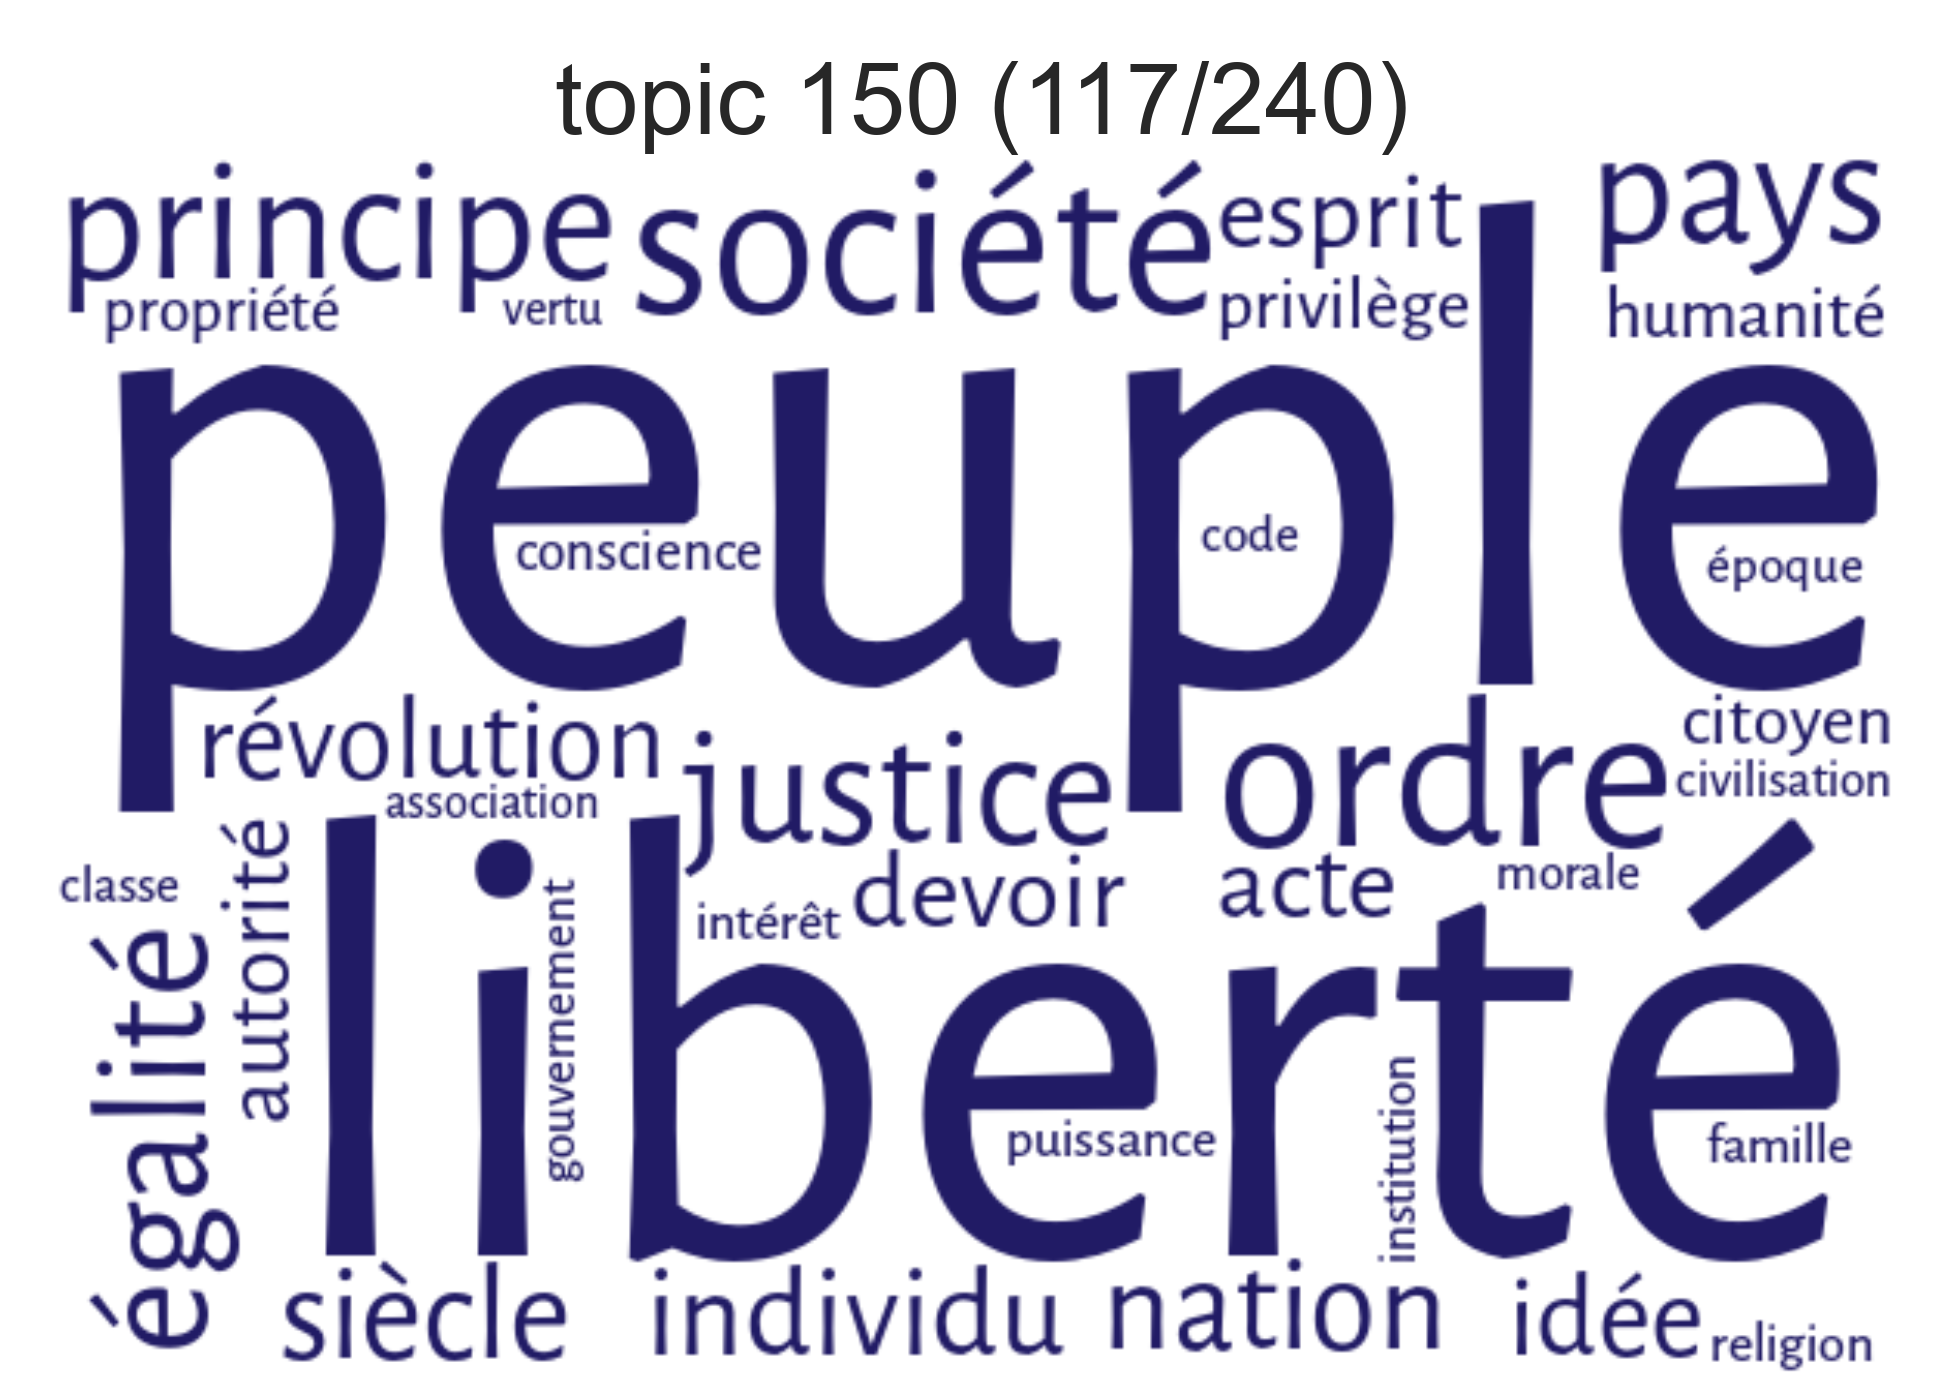 topic 150 (117/240)
principe société esprit pays
propriété vertu privilège humanité
peuple
conscience code époque
révolution justice ordre citoyen
association civilisation
classe autorité devoir acte morale
égalité gouvernement intérêt
liberté
puissance institution famille
siècle individu nation idée religion